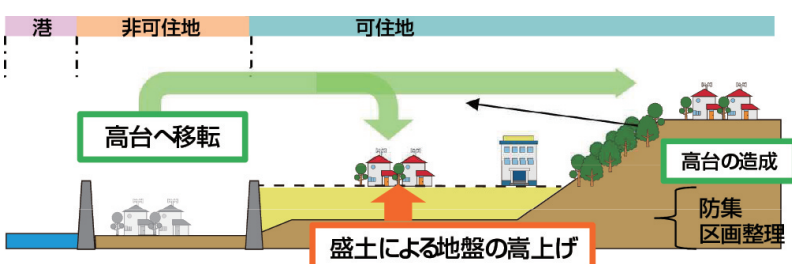 港
非可住地
可住地
高台へ移転
高台の造成
防集
区画整理
盛土による地盤の嵩上げ